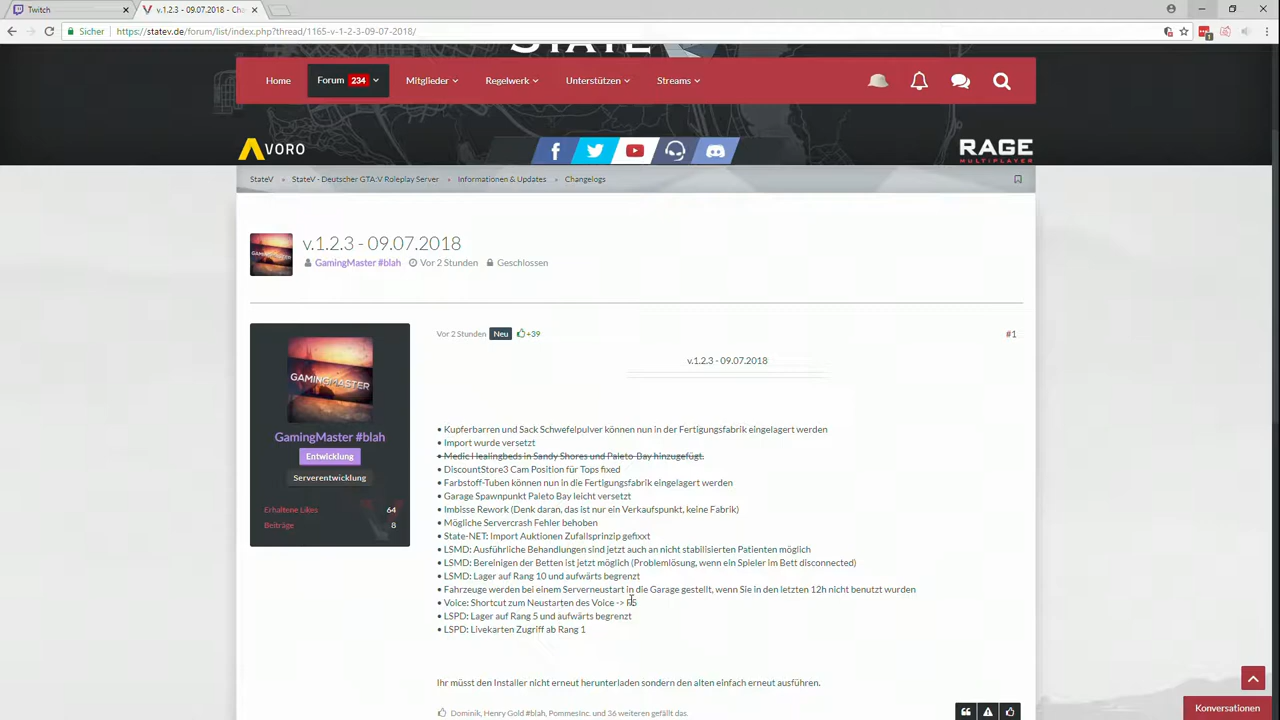 Twitch
v.1.2.3 - 09.07.2018 - Cha
Sicher
https://statev.de/forum/list/index.php?thread/1165-v-1-2-3-09-07-2018/
1
STATE
Home
Forum 234
Mitglieder
Regelwerk
Unterstützen
Streams
AVORO
RAGE
MULTIPLAYER
StateV » StateV - Deutscher GTA:V Roleplay Server » Informationen & Updates » Changelogs
v.1.2.3 - 09.07.2018
GamingMaster #blah Vor 2 Stunden Geschlossen
Vor 2 Stunden Neu +39
#1
GAMINGMASTER
GamingMaster #blah
Entwicklung
Serverentwicklung
Erhaltene Likes 64
Beiträge 8
v.1.2.3 - 09.07.2018
• Kupferbarren und Sack Schwefelpulver können nun in der Fertigungsfabrik eingelagert werden
• Import wurde versetzt
• Medic Healingbeds in Sandy Shores und Paleto Bay hinzugefügt.
• DiscountStore3 Cam Position für Tops fixed
• Farbstoff-Tuben können nun in die Fertigungsfabrik eingelagert werden
• Garage Spawnpunkt Paleto Bay leicht versetzt
• Imbisse Rework (Denk daran, das ist nur ein Verkaufspunkt, keine Fabrik)
• Mögliche Servercrash Fehler behoben
• State-NET: Import Auktionen Zufallsprinzip gefixxt
• LSMD: Ausführliche Behandlungen sind jetzt auch an nicht stabilisierten Patienten möglich
• LSMD: Bereinigen der Betten ist jetzt möglich (Problemlösung, wenn ein Spieler im Bett disconnected)
• LSMD: Lager auf Rang 10 und aufwärts begrenzt
• Fahrzeuge werden bei einem Serverneustart in die Garage gestellt, wenn Sie in den letzten 12h nicht benutzt wurden
• Voice: Shortcut zum Neustarten des Voice -> F5
• LSPD: Lager auf Rang 5 und aufwärts begrenzt
• LSPD: Livekarten Zugriff ab Rang 1
Ihr müsst den Installer nicht erneut herunterladen sondern den alten einfach erneut ausführen.
Dominik, Henry Gold #blah, PommesInc. und 36 weiteren gefällt das.
Konversationen